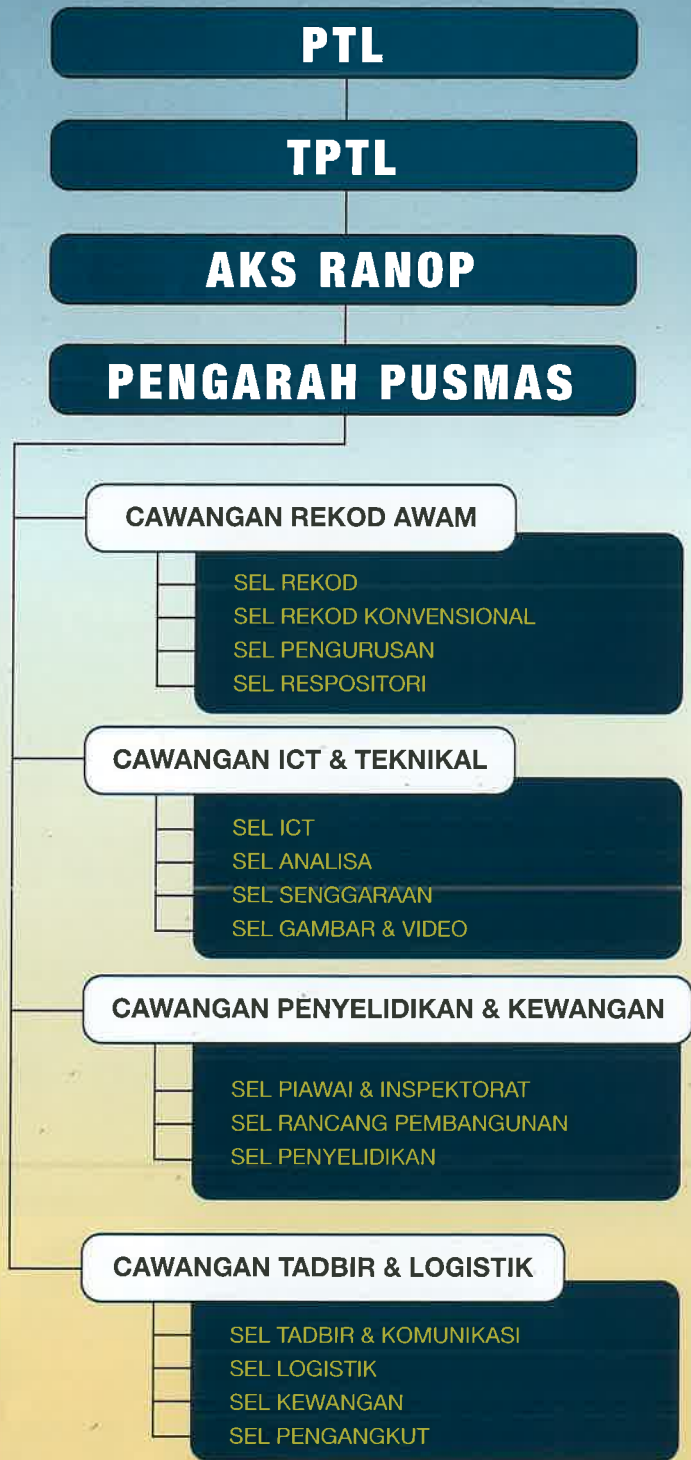 PTL
TPTL
AKS RANOP
PENGARAH PUSMAS
CAWANGAN REKOD AWAM
SEL REKOD
SEL REKOD KONVENSIONAL
SEL PENGURUSAN
SEL RESPOSITORI
CAWANGAN ICT & TEKNIKAL
SEL ICT
SEL ANALISA
SEL SENGGARAAN
SEL GAMBAR & VIDEO
CAWANGAN PENYELIDIKAN & KEWANGAN
SEL PIAWAI & INSPEKTORAT
SEL RANCANG PEMBANGUNAN
SEL PENYELIDIKAN
CAWANGAN TADBIR & LOGISTIK
SEL TADBIR & KOMUNIKASI
SEL LOGISTIK
SEL KEWANGAN
SEL PENGANGKUT